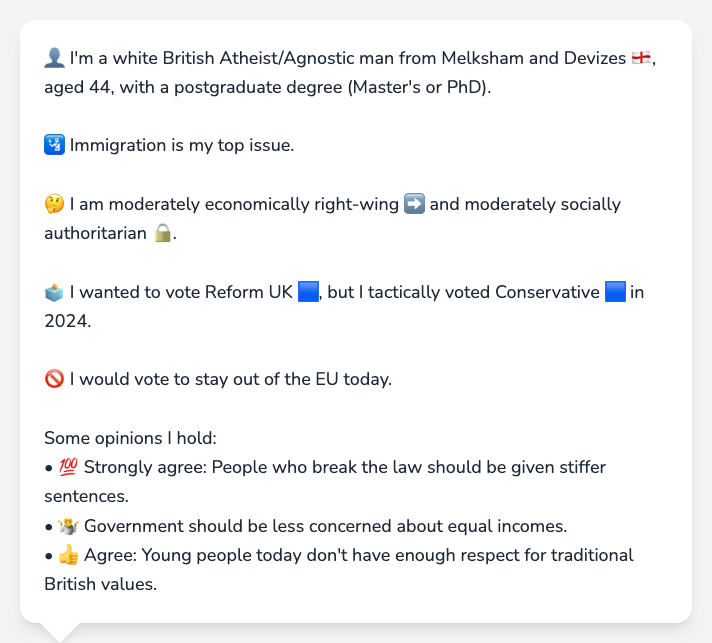 👤 I'm a white British Atheist/Agnostic man from Melksham and Devizes 🏴󠁧󠁢󠁥󠁮󠁧󠁿,
aged 44, with a postgraduate degree (Master's or PhD).
🛂 Immigration is my top issue.
🤔 I am moderately economically right-wing ➡️ and moderately socially
authoritarian 🔒.
🗳️ I wanted to vote Reform UK 🟦, but I tactically voted Conservative 🟦 in
2024.
🚫 I would vote to stay out of the EU today.
Some opinions I hold:
• 💯 Strongly agree: People who break the law should be given stiffer
sentences.
• 🤷 Government should be less concerned about equal incomes.
• 👍 Agree: Young people today don't have enough respect for traditional
British values.